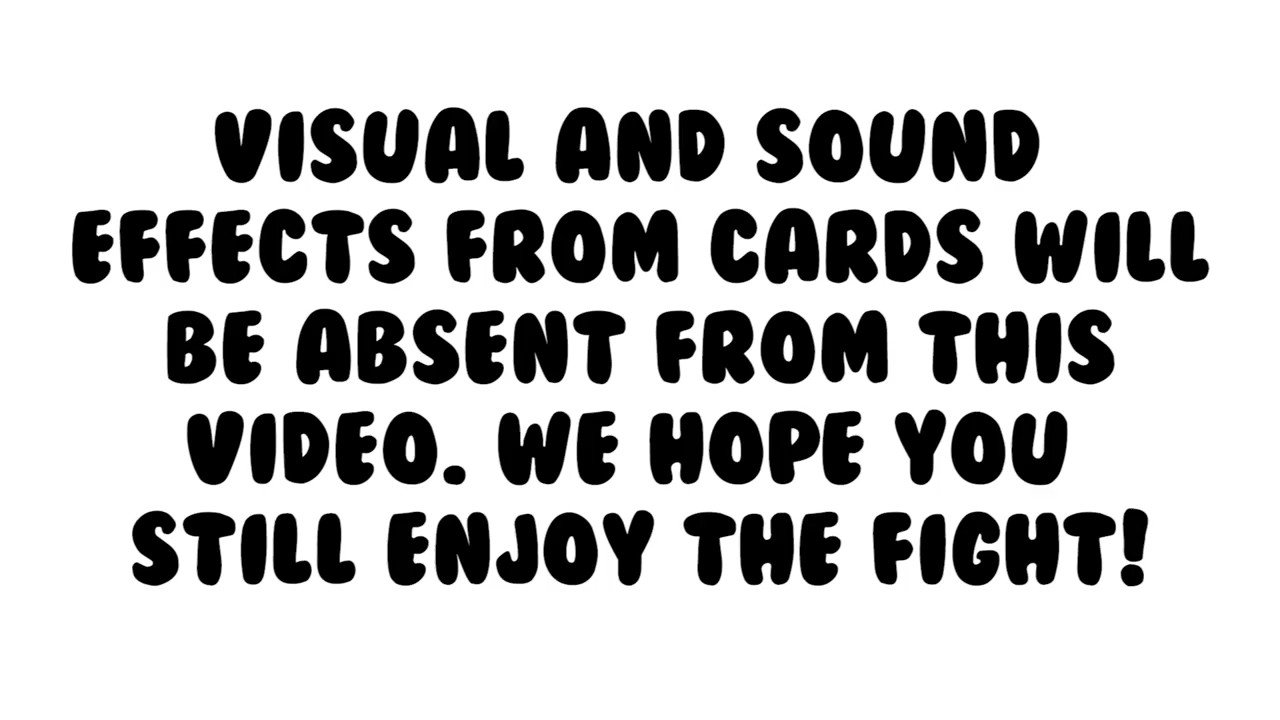 VISUAL AND SOUND
EFFECTS FROM CARDS WILL
BE ABSENT FROM THIS
VIDEO. WE HOPE YOU
STILL ENJOY THE FIGHT!